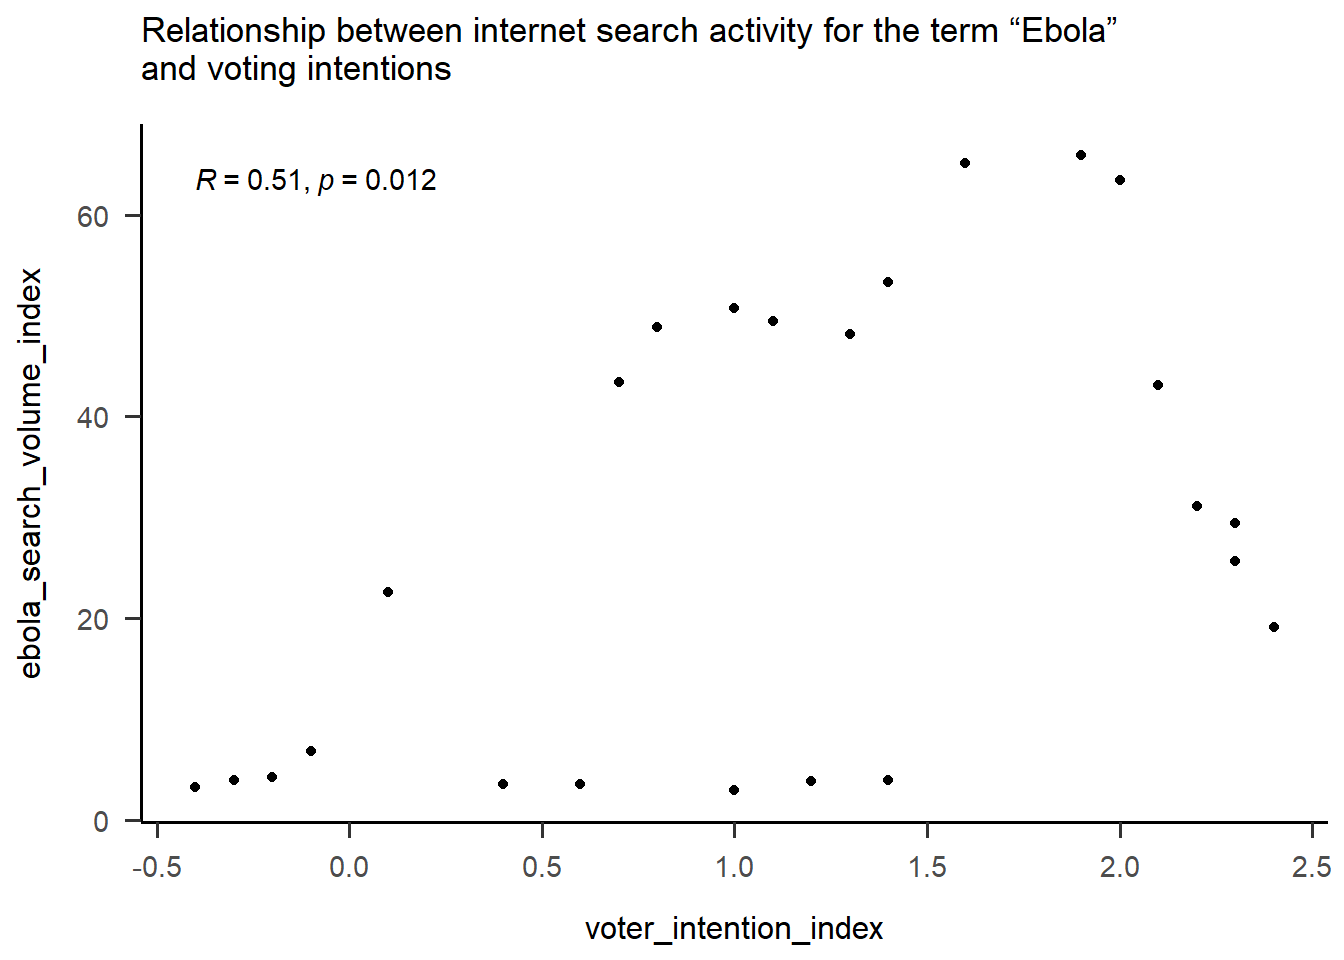 Relationship between internet search activity for the term “Ebola”
and voting intentions
R = 0.51, p = 0.012
ebola_search_volume_index
60
40
20
0
-0.5 0.0 0.5 1.0 1.5 2.0 2.5
voter_intention_index